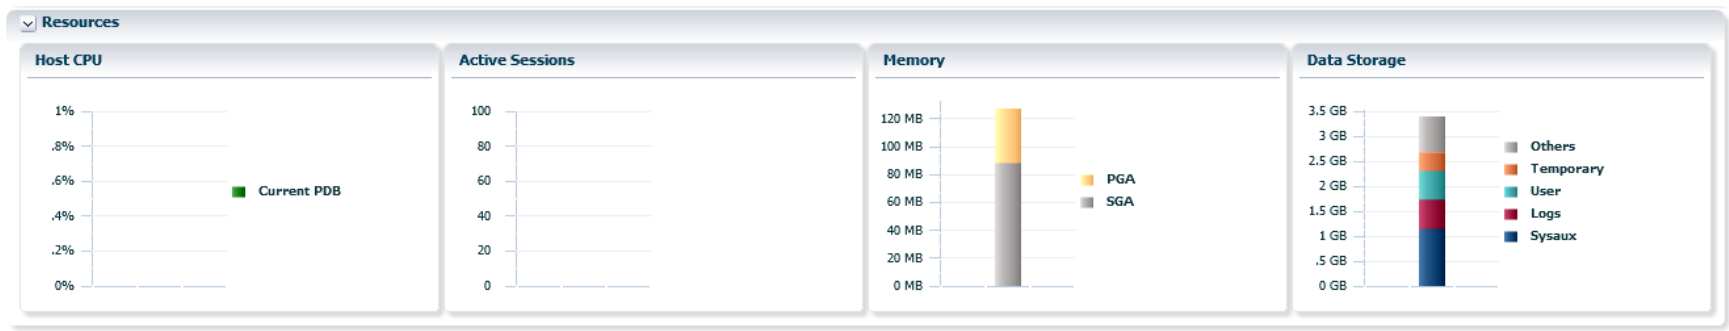 Resources
Host CPU
1%
.8%
.6%
.4%
.2%
0%
Current PDB
Active Sessions
100
80
60
40
20
0
Memory
120 MB
100 MB
80 MB
60 MB
40 MB
20 MB
0 MB
PGA
SGA
Data Storage
3.5 GB
3 GB
2.5 GB
2 GB
1.5 GB
1 GB
.5 GB
0 GB
Others
Temporary
User
Logs
Sysaux